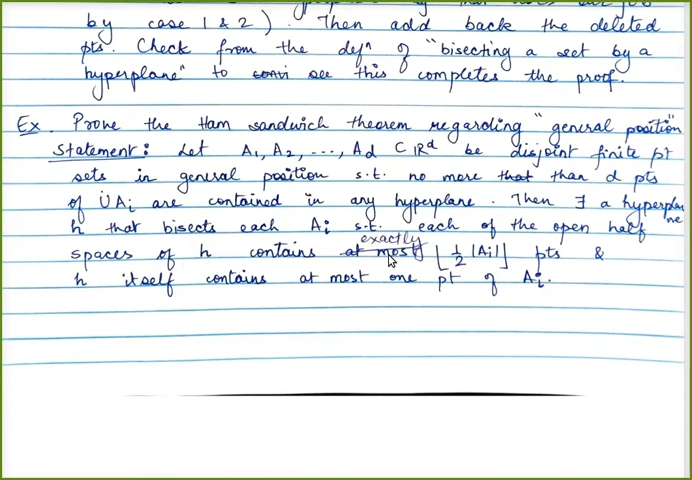 by case 1 & 2). Then add back the deleted
pts. Check from the defⁿ of "bisecting a set by a
hyperplane" to see this completes the proof.
Ex. Prove the Ham sandwich theorem regarding "general position"
Statement: Let A1, A2, ..., Ad ⊂ ℝᵈ be disjoint finite pt
sets in general position s.t. no more that than d pts
of ∪̇Ai are contained in any hyperplane. Then ∃ a hyperplane
h that bisects each Ai s.t. each of the open half
spaces of h contains at most exactly ⌊½|Ai|⌋ pts &
h itself contains at most one pt of Ai.